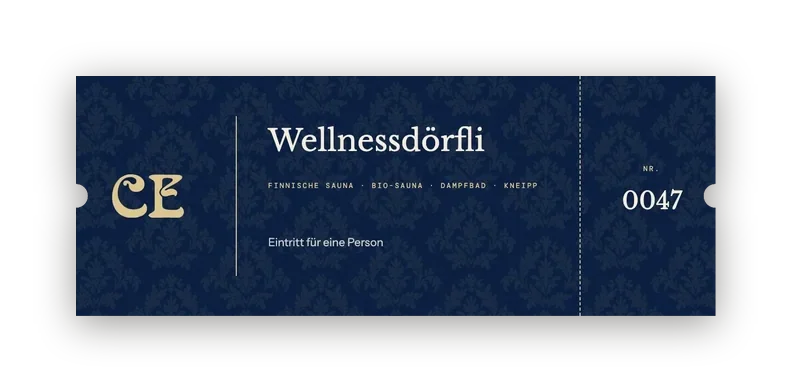 CE
Wellnessdörfli
FINNISCHE SAUNA · BIO-SAUNA · DAMPFBAD · KNEIPP
Eintritt für eine Person
NR.
0047